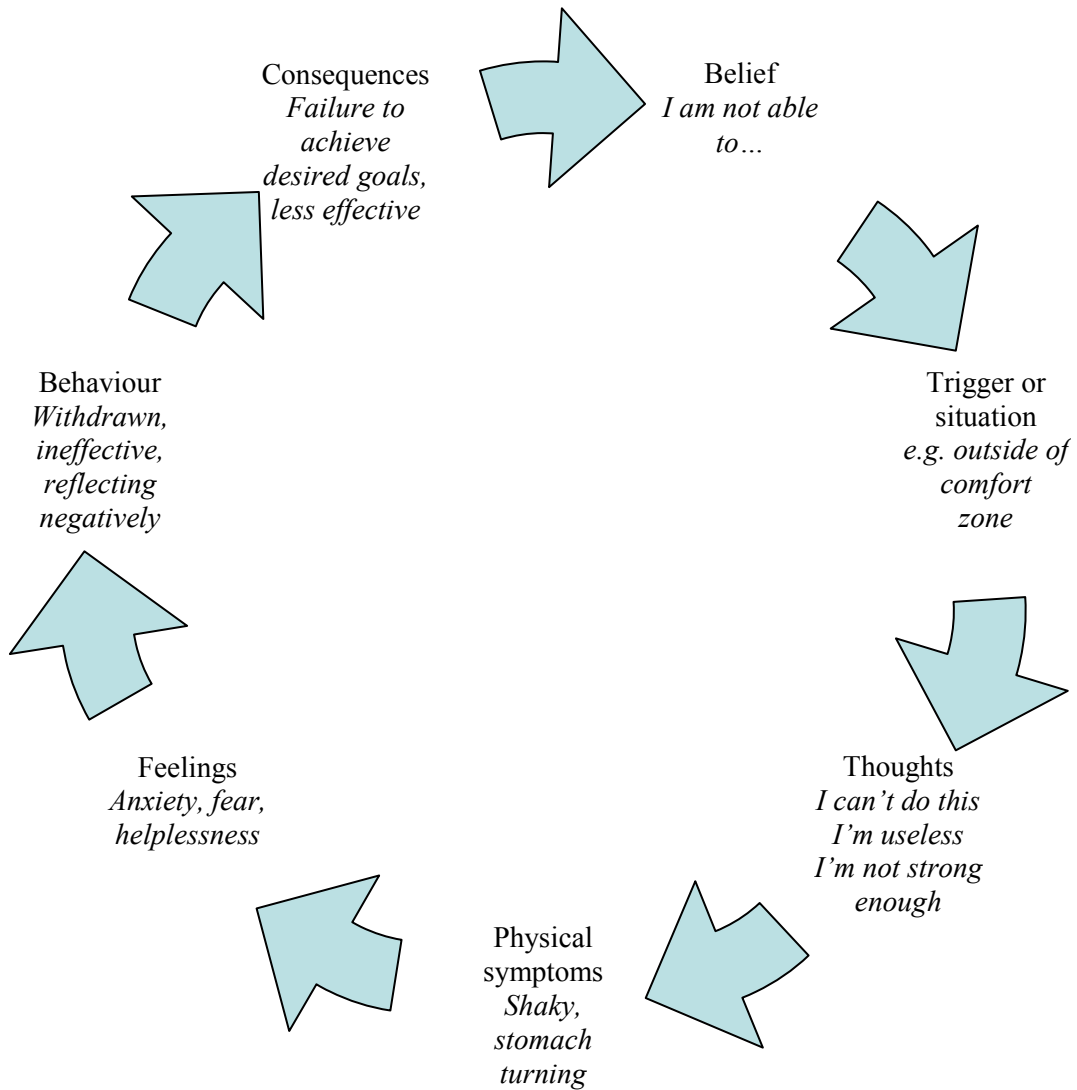 Consequences
Failure to
achieve
desired goals,
less effective
Belief
I am not able
to…
Trigger or
situation
e.g. outside of
comfort
zone
Thoughts
I can’t do this
I’m useless
I’m not strong
enough
Physical
symptoms
Shaky,
stomach
turning
Feelings
Anxiety, fear,
helplessness
Behaviour
Withdrawn,
ineffective,
reflecting
negatively